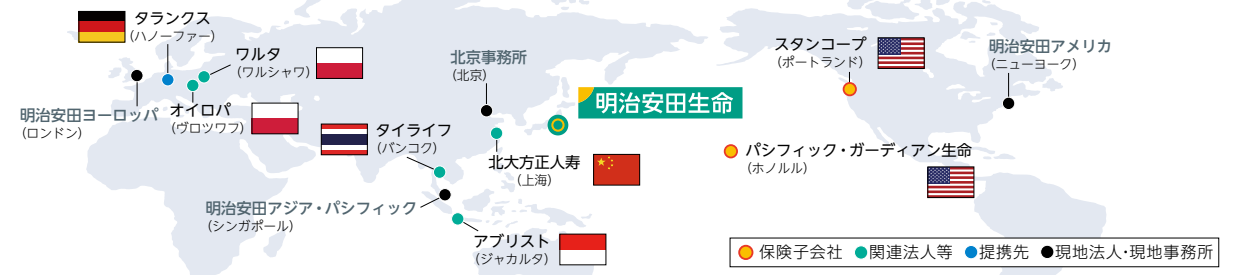 タランクス
(ハノーファー)
ワルタ
(ワルシャワ)
明治安田ヨーロッパ
(ロンドン)
オイロパ
(ヴロツワフ)
北京事務所
(北京)
明治安田生命
タイライフ
(バンコク)
北大方正人寿
(上海)
明治安田アジア・パシフィック
(シンガポール)
アブリスト
(ジャカルタ)
スタンコープ
(ポートランド)
明治安田アメリカ
(ニューヨーク)
パシフィック・ガーディアン生命
(ホノルル)
保険子会社 関連法人等 提携先 現地法人・現地事務所